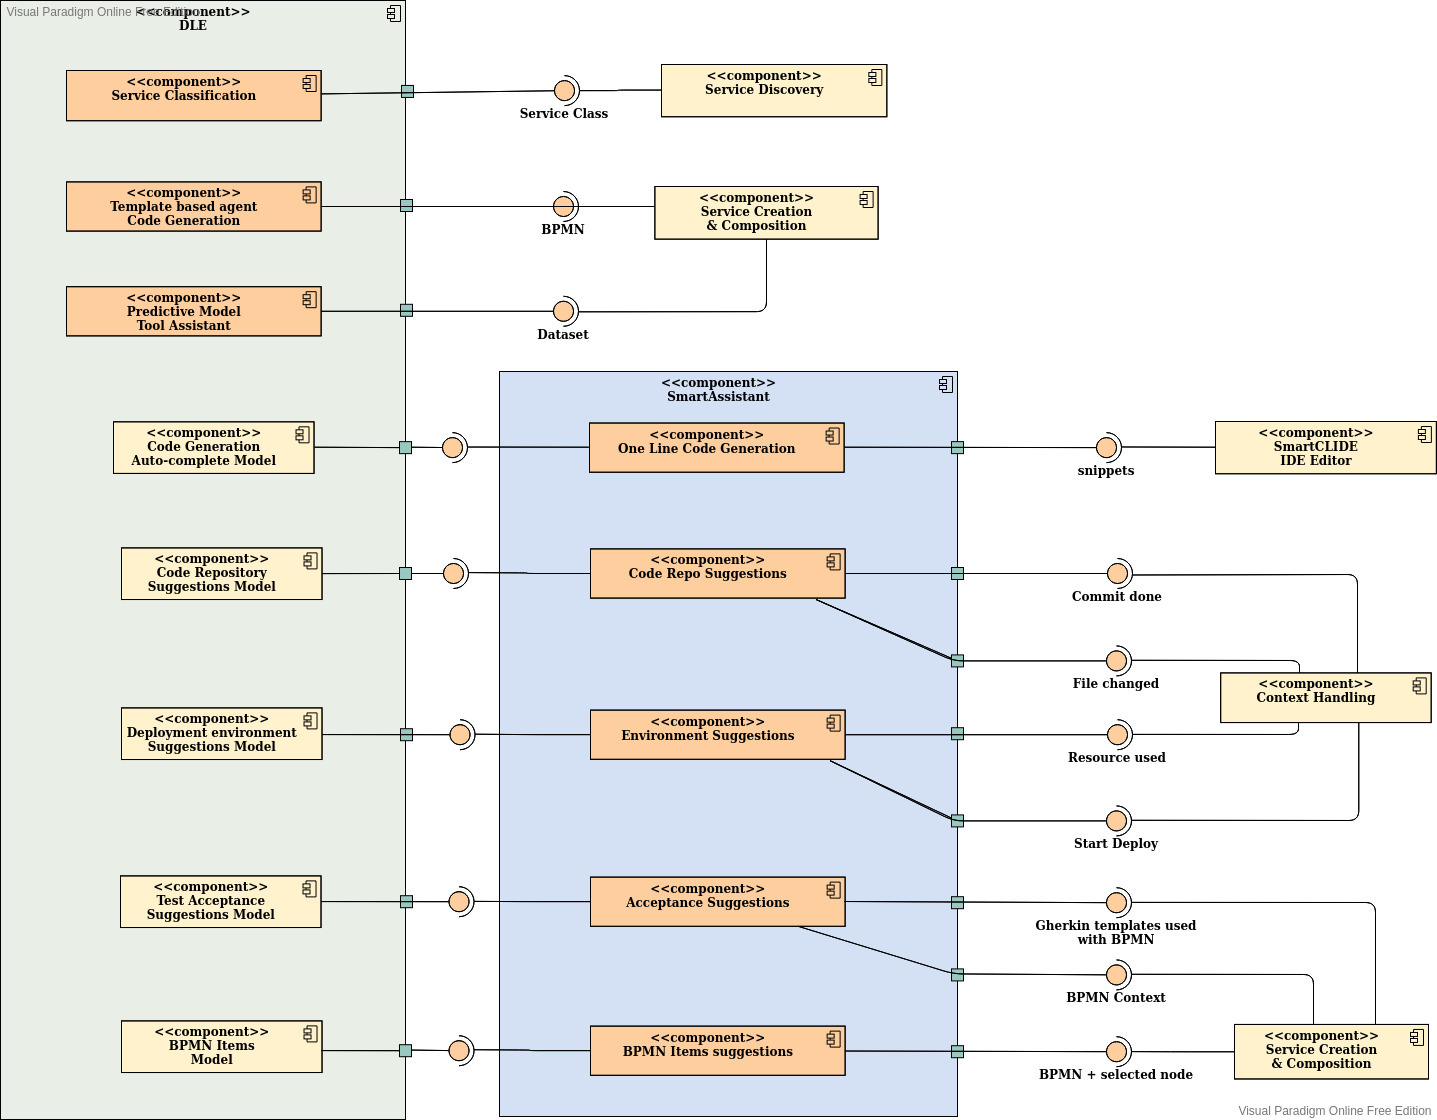 Visual Paradigm Online Free Edition
<<component>>
DLE
<<component>>
Service Classification
Service Class
<<component>>
Service Discovery
<<component>>
Template based agent
Code Generation
BPMN
<<component>>
Service Creation
& Composition
<<component>>
Predictive Model
Tool Assistant
Dataset
<<component>>
SmartAssistant
<<component>>
Code Generation
Auto-complete Model
<<component>>
One Line Code Generation
snippets
<<component>>
SmartCLIDE
IDE Editor
<<component>>
Code Repository
Suggestions Model
<<component>>
Code Repo Suggestions
Commit done
File changed
<<component>>
Context Handling
<<component>>
Deployment environment
Suggestions Model
<<component>>
Environment Suggestions
Resource used
Start Deploy
<<component>>
Test Acceptance
Suggestions Model
<<component>>
Acceptance Suggestions
Gherkin templates used
with BPMN
BPMN Context
<<component>>
BPMN Items
Model
<<component>>
BPMN Items suggestions
BPMN + selected node
<<component>>
Service Creation
& Composition
Visual Paradigm Online Free Edition